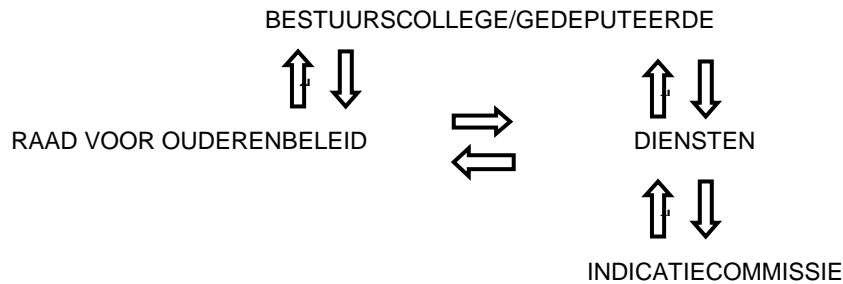 BESTUURSCOLLEGE/GEDEPUTEERDE
RAAD VOOR OUDERENBELEID
DIENSTEN
INDICATIECOMMISSIE